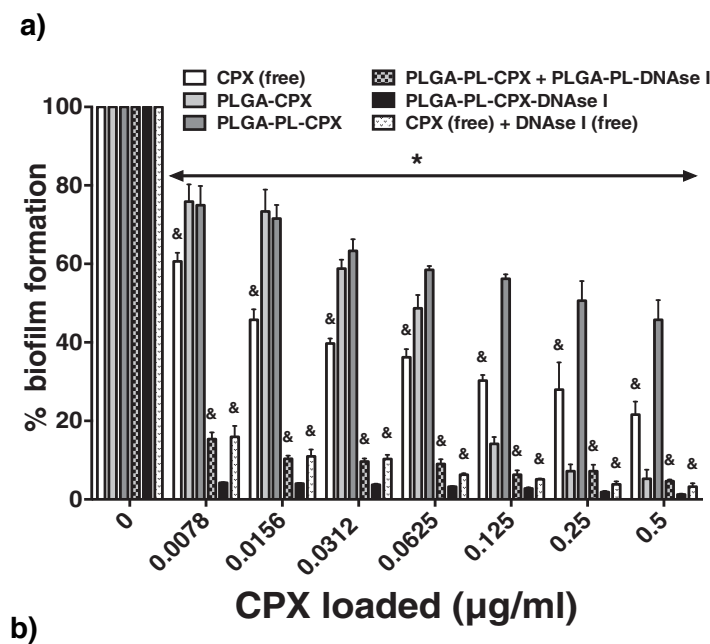 a)
CPX (free)
PLGA-CPX
PLGA-PL-CPX
PLGA-PL-CPX + PLGA-PL-DNAse I
PLGA-PL-CPX-DNAse I
CPX (free) + DNAse I (free)
% biofilm formation
100
80
60
40
20
0
*
& & & & & & &
& & & & & & &
& & & & & & &
0 0.0078 0.0156 0.0312 0.0625 0.125 0.25 0.5
CPX loaded (µg/ml)
b)